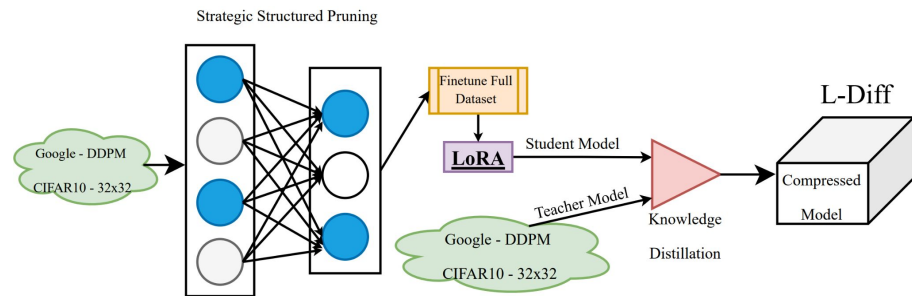 Strategic Structured Pruning
Google - DDPM
CIFAR10 - 32x32
Finetune Full
Dataset
LoRA
Student Model
Teacher Model
Google - DDPM
CIFAR10 - 32x32
Knowledge
Distillation
L-Diff
Compressed
Model